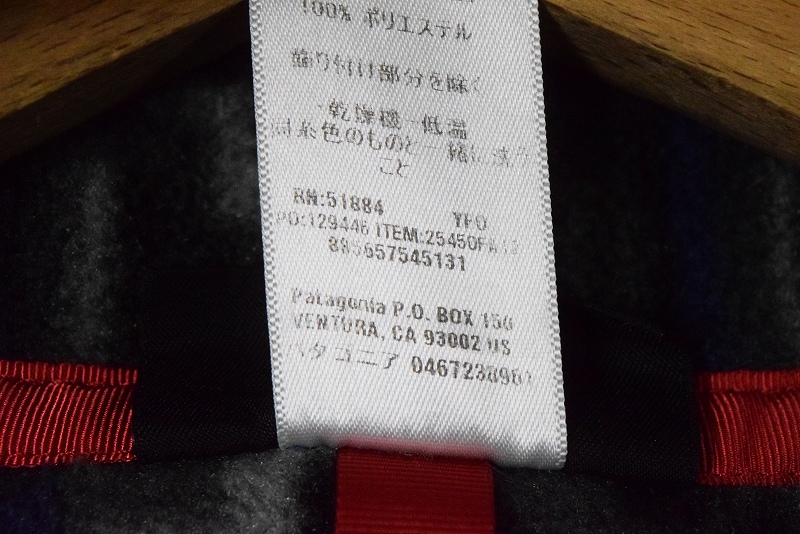 100% ポリエステル
飾り付け部分を除く
乾燥機-低温
同系色のものと一緒に洗う
こと
RN:51884 YFO
PO:129446 ITEM:25450FA12
885657545131
Patagonia P.O. BOX 150
VENTURA, CA 93002 US
パタゴニア